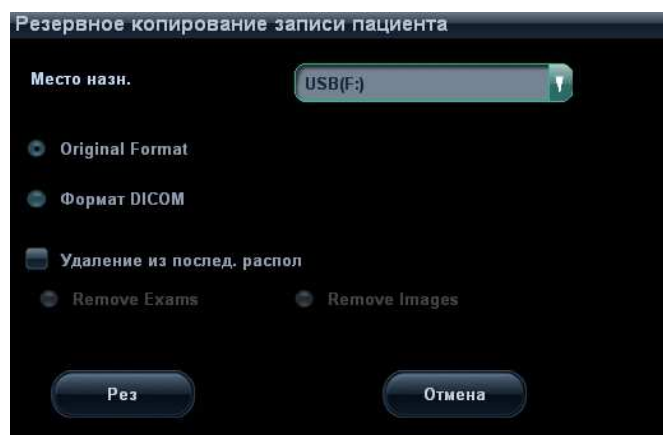 Резервное копирование записи пациента
Место назн.
USB(F:)
Original Format
Формат DICOM
Удаление из послед. распол
Remove Exams
Remove Images
Рез
Отмена